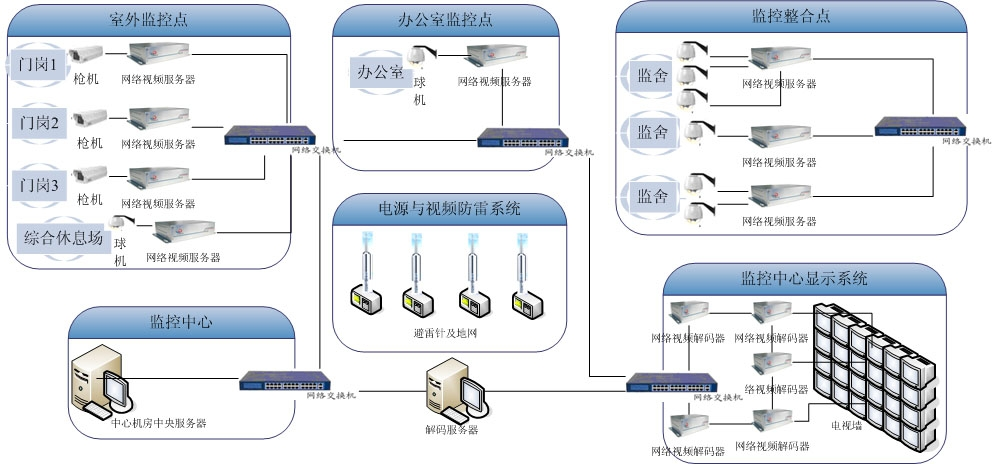 室外监控点
门岗1
枪机
网络视频服务器
门岗2
枪机
网络视频服务器
网络交换机
门岗3
枪机
网络视频服务器
综合休息场
球
机
网络视频服务器
办公室监控点
办公室
球
机
网络视频服务器
网络交换机
监控整合点
监舍
网络视频服务器
网络交换机
监舍
网络视频服务器
监舍
网络视频服务器
电源与视频防雷系统
避雷针及地网
监控中心
中心机房中央服务器
网络交换机
解码服务器
监控中心显示系统
网络视频解码器
网络视频解码器
络视频解码器
网络交换机
网络视频解码器
网络视频解码器
电视墙